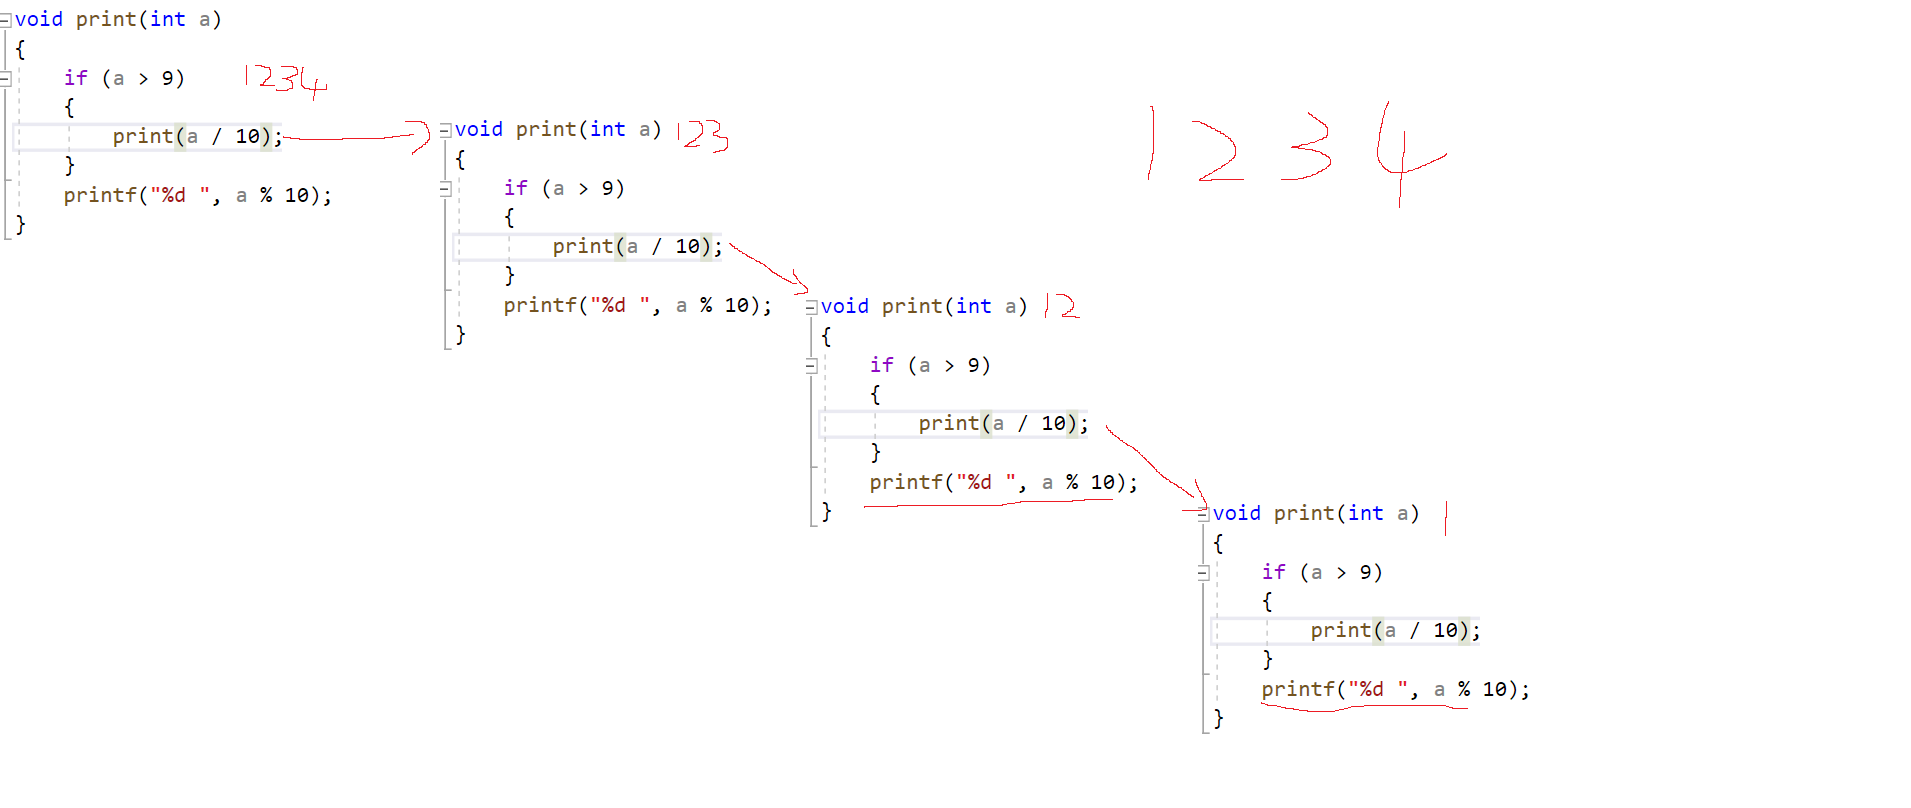 void print(int a)
{
if (a > 9) 1234
{
print(a / 10);
}
printf("%d ", a % 10);
}
void print(int a) 123
{
if (a > 9)
{
print(a / 10);
}
printf("%d ", a % 10);
}
void print(int a) 12
{
if (a > 9)
{
print(a / 10);
}
printf("%d ", a % 10);
}
void print(int a) 1
{
if (a > 9)
{
print(a / 10);
}
printf("%d ", a % 10);
}
1 2 3 4